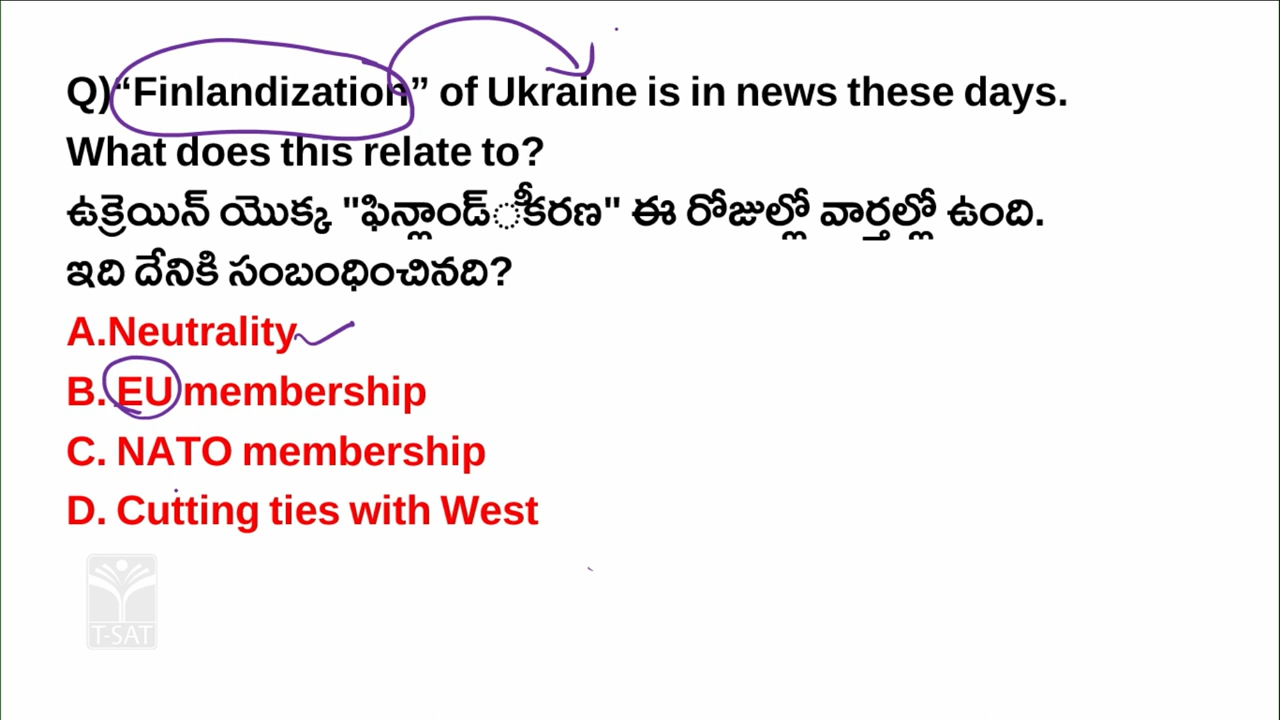 Q)“Finlandization” of Ukraine is in news these days.
What does this relate to?
ఉక్రెయిన్ యొక్క "ఫిన్లాండ్ీకరణ" ఈ రోజుల్లో వార్తల్లో ఉంది.
ఇది దేనికి సంబంధించినది?
A.Neutrality
B. EU membership
C. NATO membership
D. Cutting ties with West
T-SAT